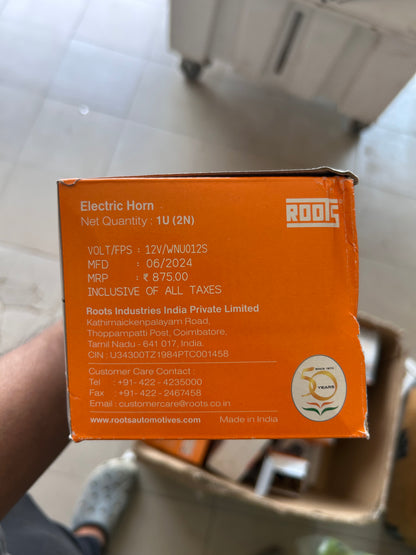 Electric Horn
Net Quantity : 1U (2N)
ROOTS
VOLT/FPS : 12V/WNU012S
MFD : 06/2024
MRP : ₹ 875.00
INCLUSIVE OF ALL TAXES
Roots Industries India Private Limited
Kathirnaickenpalayam Road,
Thoppampatti Post, Coimbatore,
Tamil Nadu - 641 017, India.
CIN : U34300TZ1984PTC001458
Customer Care Contact :
Tel : +91- 422 - 4235000
Fax : +91- 422 - 2467458
Email : customercare@roots.co.in
www.rootsautomotives.com
Made in India
SINCE 1970
50
YEARS